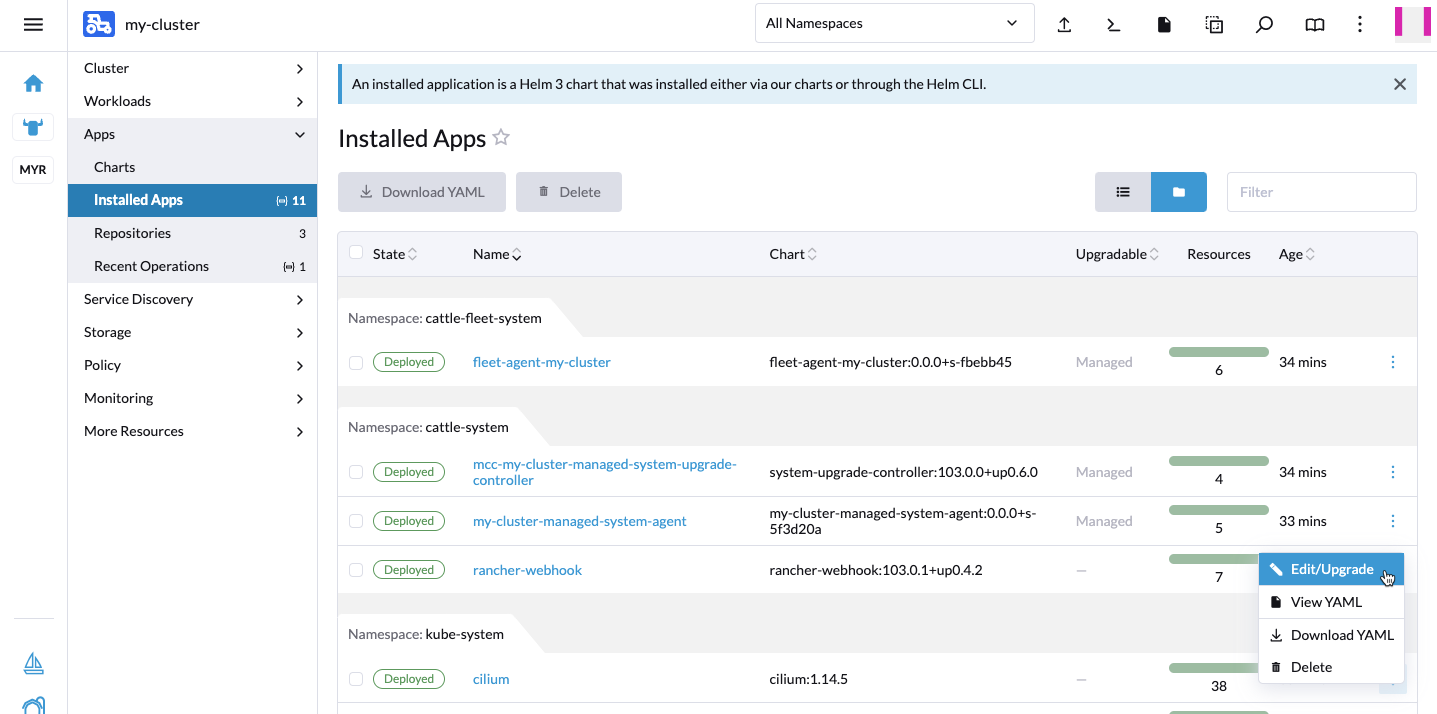 my-cluster
All Namespaces
MYR
Cluster
Workloads
Apps
Charts
Installed Apps 11
Repositories 3
Recent Operations 1
Service Discovery
Storage
Policy
Monitoring
More Resources
An installed application is a Helm 3 chart that was installed either via our charts or through the Helm CLI.
Installed Apps
Download YAML Delete Filter
State Name Chart Upgradable Resources Age
Namespace: cattle-fleet-system
Deployed fleet-agent-my-cluster fleet-agent-my-cluster:0.0.0+s-fbebb45 Managed 6 34 mins
Namespace: cattle-system
Deployed mcc-my-cluster-managed-system-upgrade-
controller system-upgrade-controller:103.0.0+up0.6.0 Managed 4 34 mins
Deployed my-cluster-managed-system-agent my-cluster-managed-system-agent:0.0.0+s-
5f3d20a Managed 5 33 mins
Deployed rancher-webhook rancher-webhook:103.0.1+up0.4.2 — 7
Namespace: kube-system
Deployed cilium cilium:1.14.5 — 38
Edit/Upgrade
View YAML
Download YAML
Delete